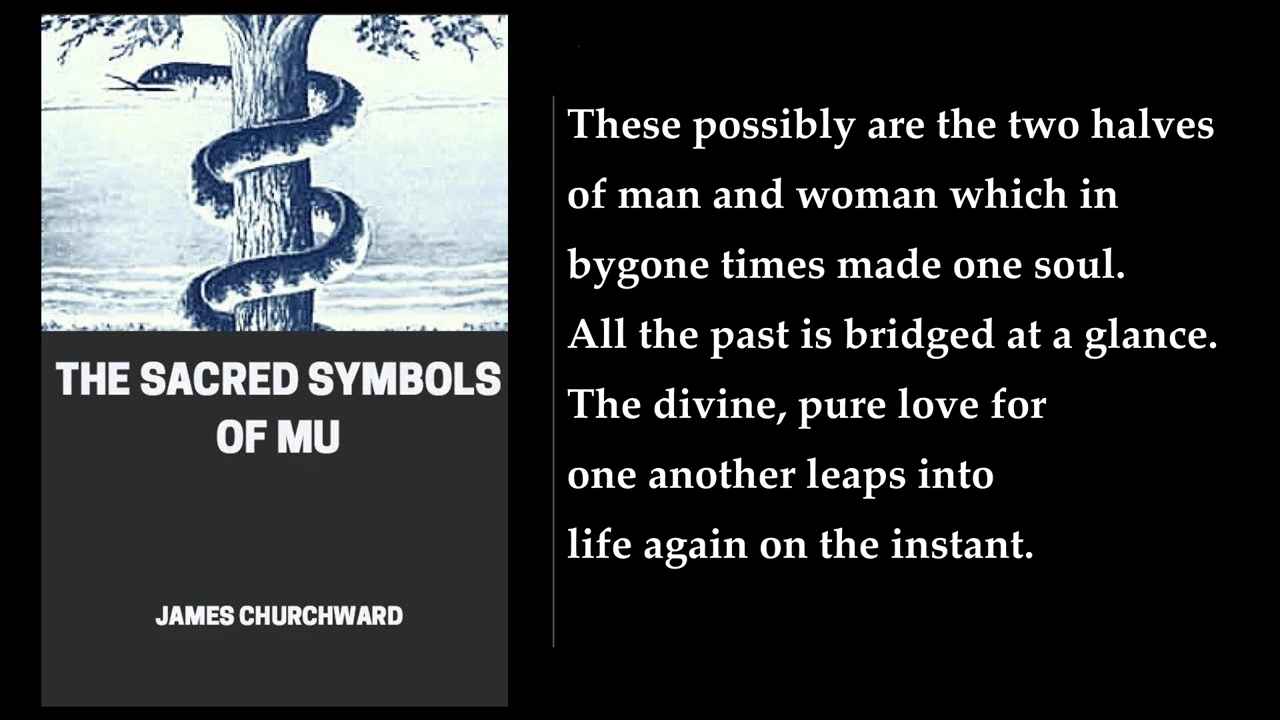 THE SACRED SYMBOLS
OF MU
JAMES CHURCHWARD
These possibly are the two halves
of man and woman which in
bygone times made one soul.
All the past is bridged at a glance.
The divine, pure love for
one another leaps into
life again on the instant.